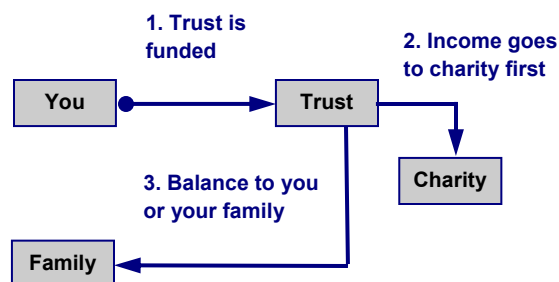 1. Trust is
funded
2. Income goes
to charity first
You
Trust
Charity
3. Balance to you
or your family
Family